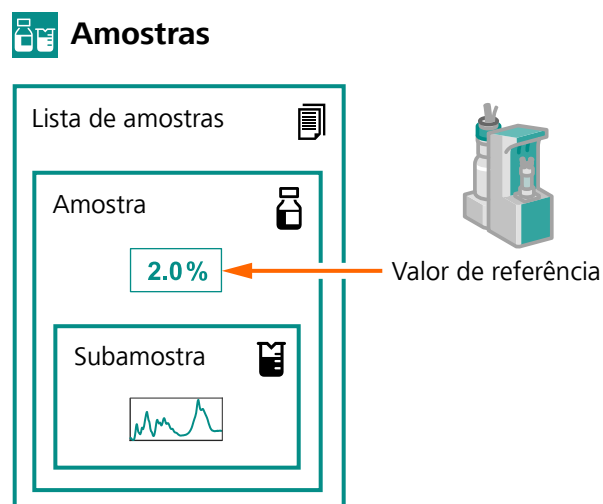 Amostras
Lista de amostras
Amostra
2.0%
Valor de referência
Subamostra